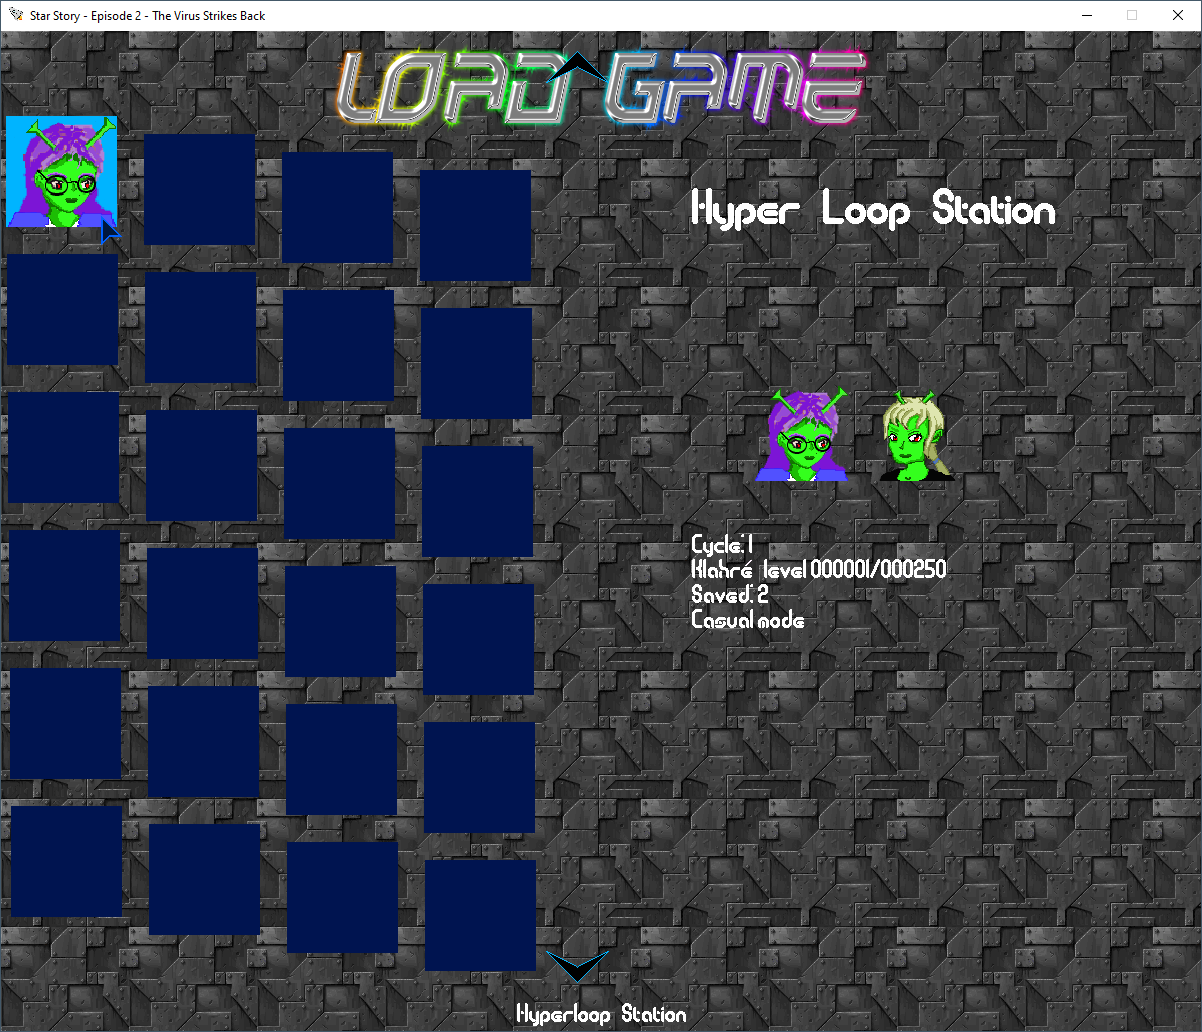 Star Story - Episode 2 - The Virus Strikes Back
LOAD GAME
Hyper Loop Station
Cycle: 1
Klahré level 000001/000250
Saved: 2
Casual mode
Hyperloop Station